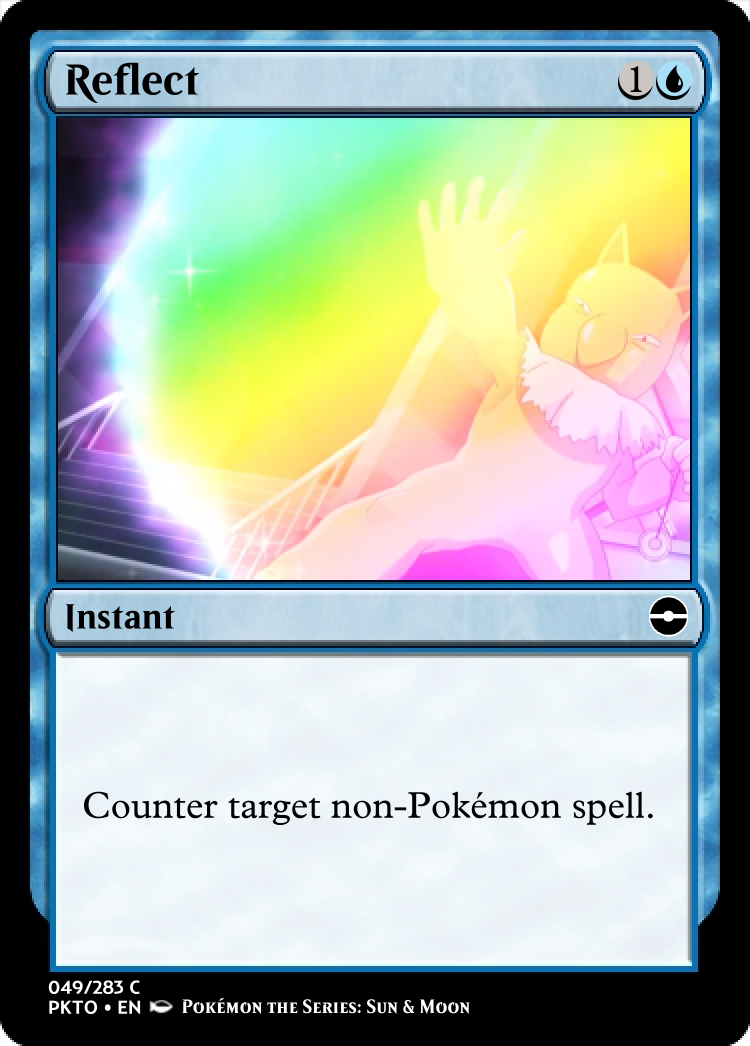 Reflect 1
Instant
Counter target non-Pokémon spell.
049/283 C
PKTO • EN Pokémon the Series: Sun & Moon